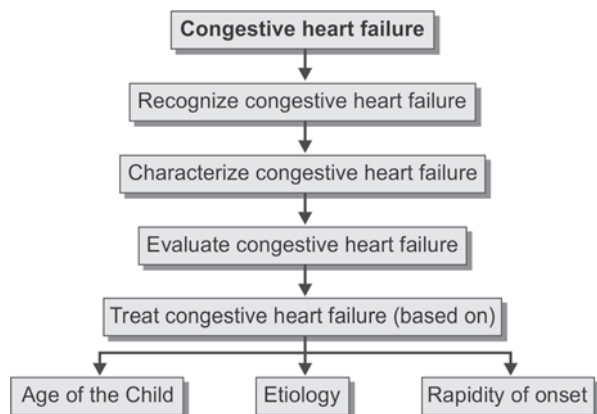 Congestive heart failure
Recognize congestive heart failure
Characterize congestive heart failure
Evaluate congestive heart failure
Treat congestive heart failure (based on)
Age of the Child
Etiology
Rapidity of onset